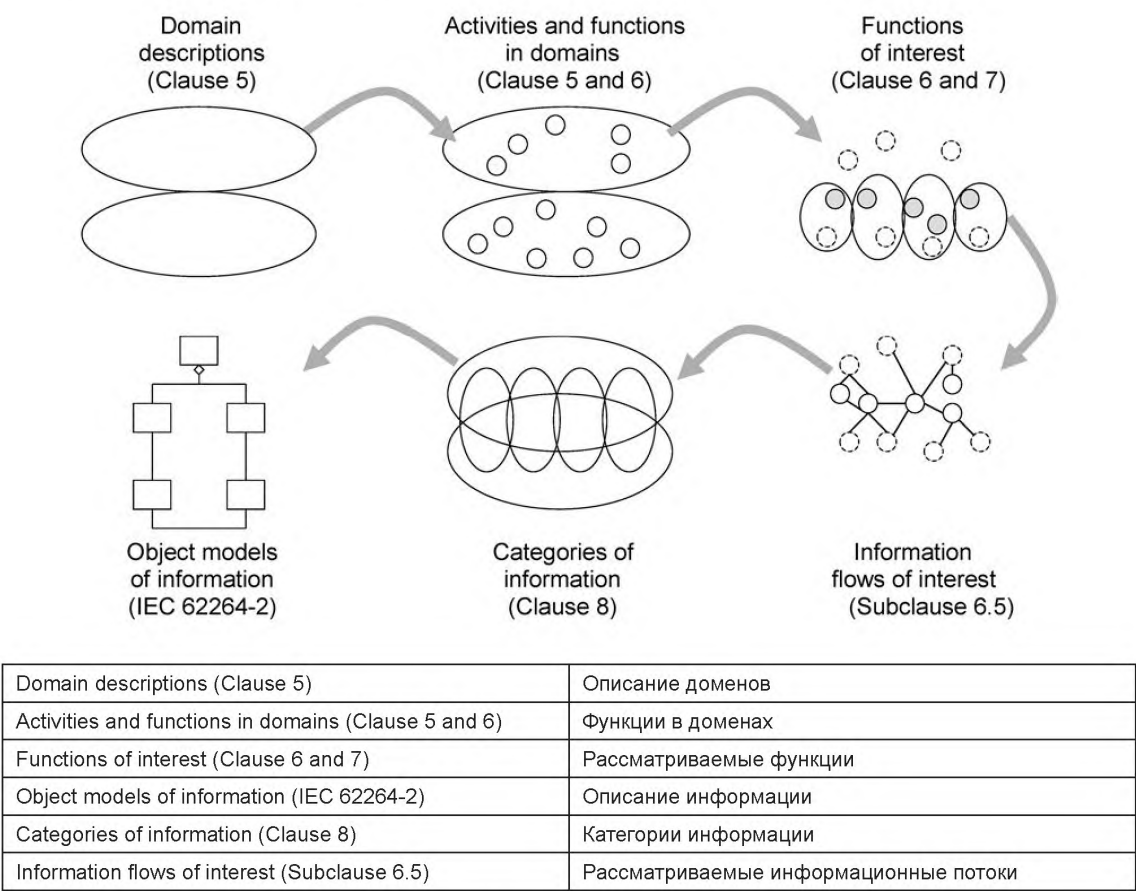 Domain
descriptions
(Clause 5)
Activities and functions
in domains
(Clause 5 and 6)
Functions
of interest
(Clause 6 and 7)
Object models
of information
(IEC 62264-2)
Categories of
information
(Clause 8)
Information
flows of interest
(Subclause 6.5)
Domain descriptions (Clause 5) Описание доменов
Activities and functions in domains (Clause 5 and 6) Функции в доменах
Functions of interest (Clause 6 and 7) Рассматриваемые функции
Object models of information (IEC 62264-2) Описание информации
Categories of information (Clause 8) Категории информации
Information flows of interest (Subclause 6.5) Рассматриваемые информационные потоки